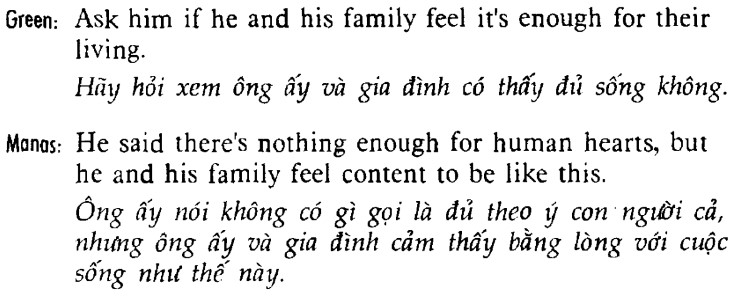 Green: Ask him if he and his family feel it's enough for their
living.
Hãy hỏi xem ông ấy và gia đình có thấy đủ sống không.
Manas: He said there's nothing enough for human hearts, but
he and his family feel content to be like this.
Ông ấy nói không có gì gọi là đủ theo ý con người cả,
nhưng ông ấy và gia đình cảm thấy bằng lòng với cuộc
sống như thế này.